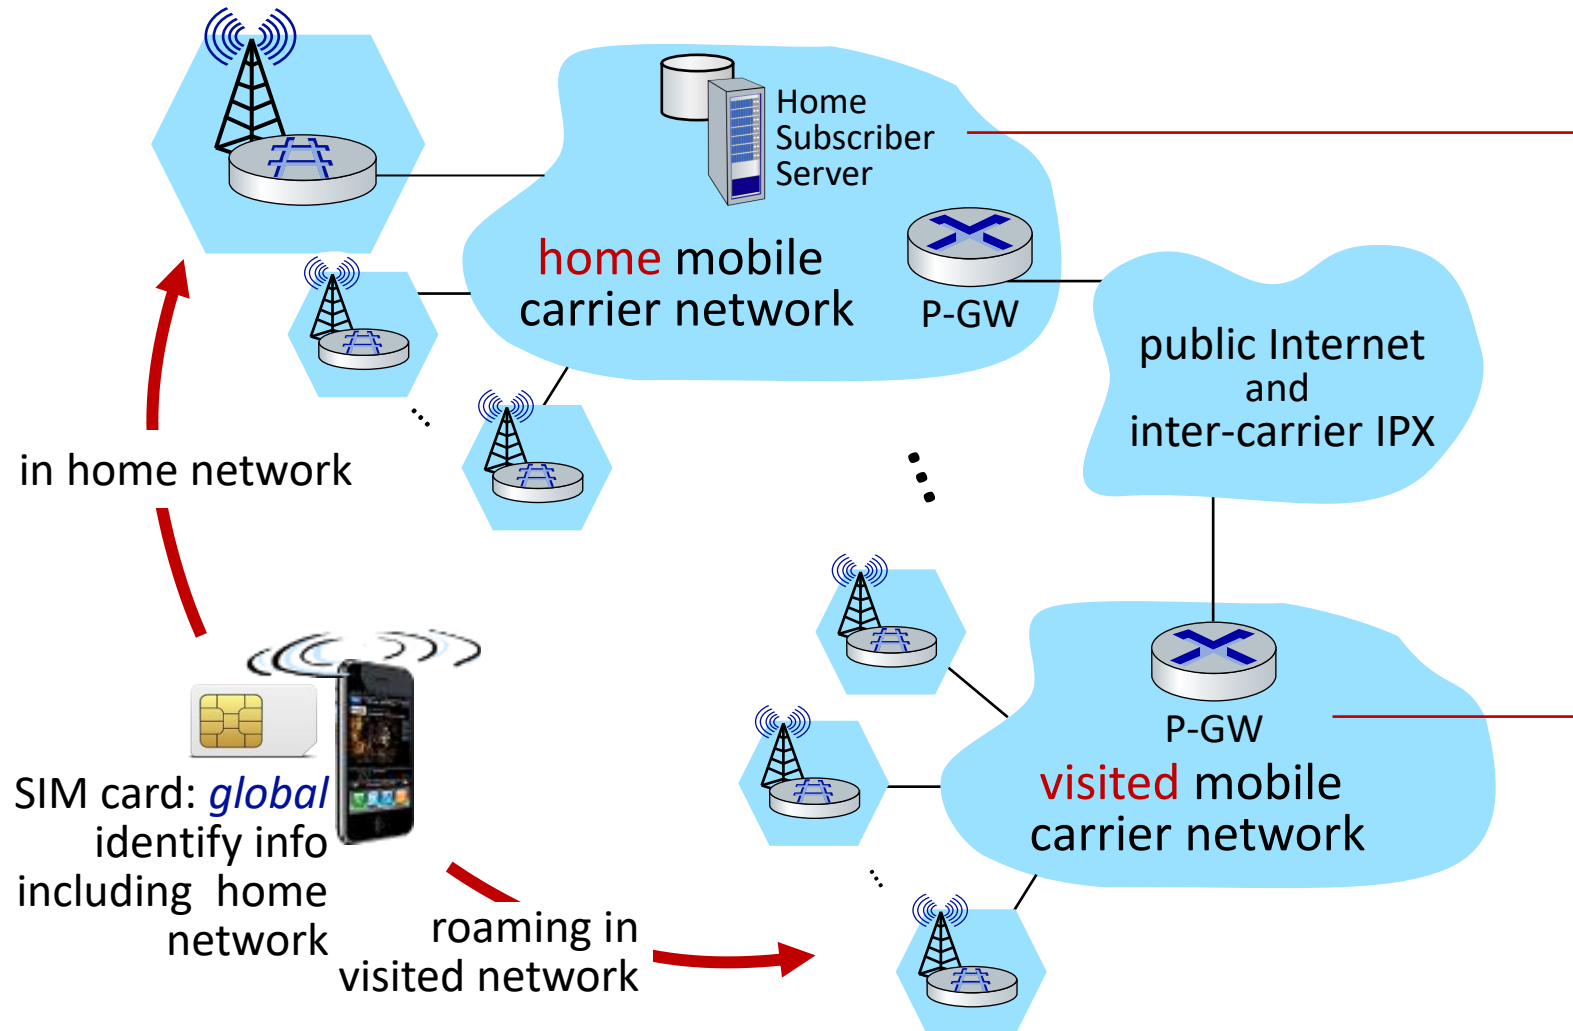 Home
Subscriber
Server
home mobile
carrier network
P-GW
public Internet
and
inter-carrier IPX
in home network
SIM card: global
identify info
including home
network
roaming in
visited network
P-GW
visited mobile
carrier network